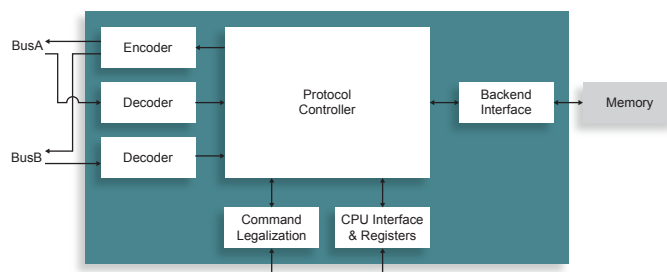 BusA
Encoder
Decoder
BusB
Decoder
Protocol
Controller
Backend
Interface
Memory
Command
Legalization
CPU Interface
& Registers